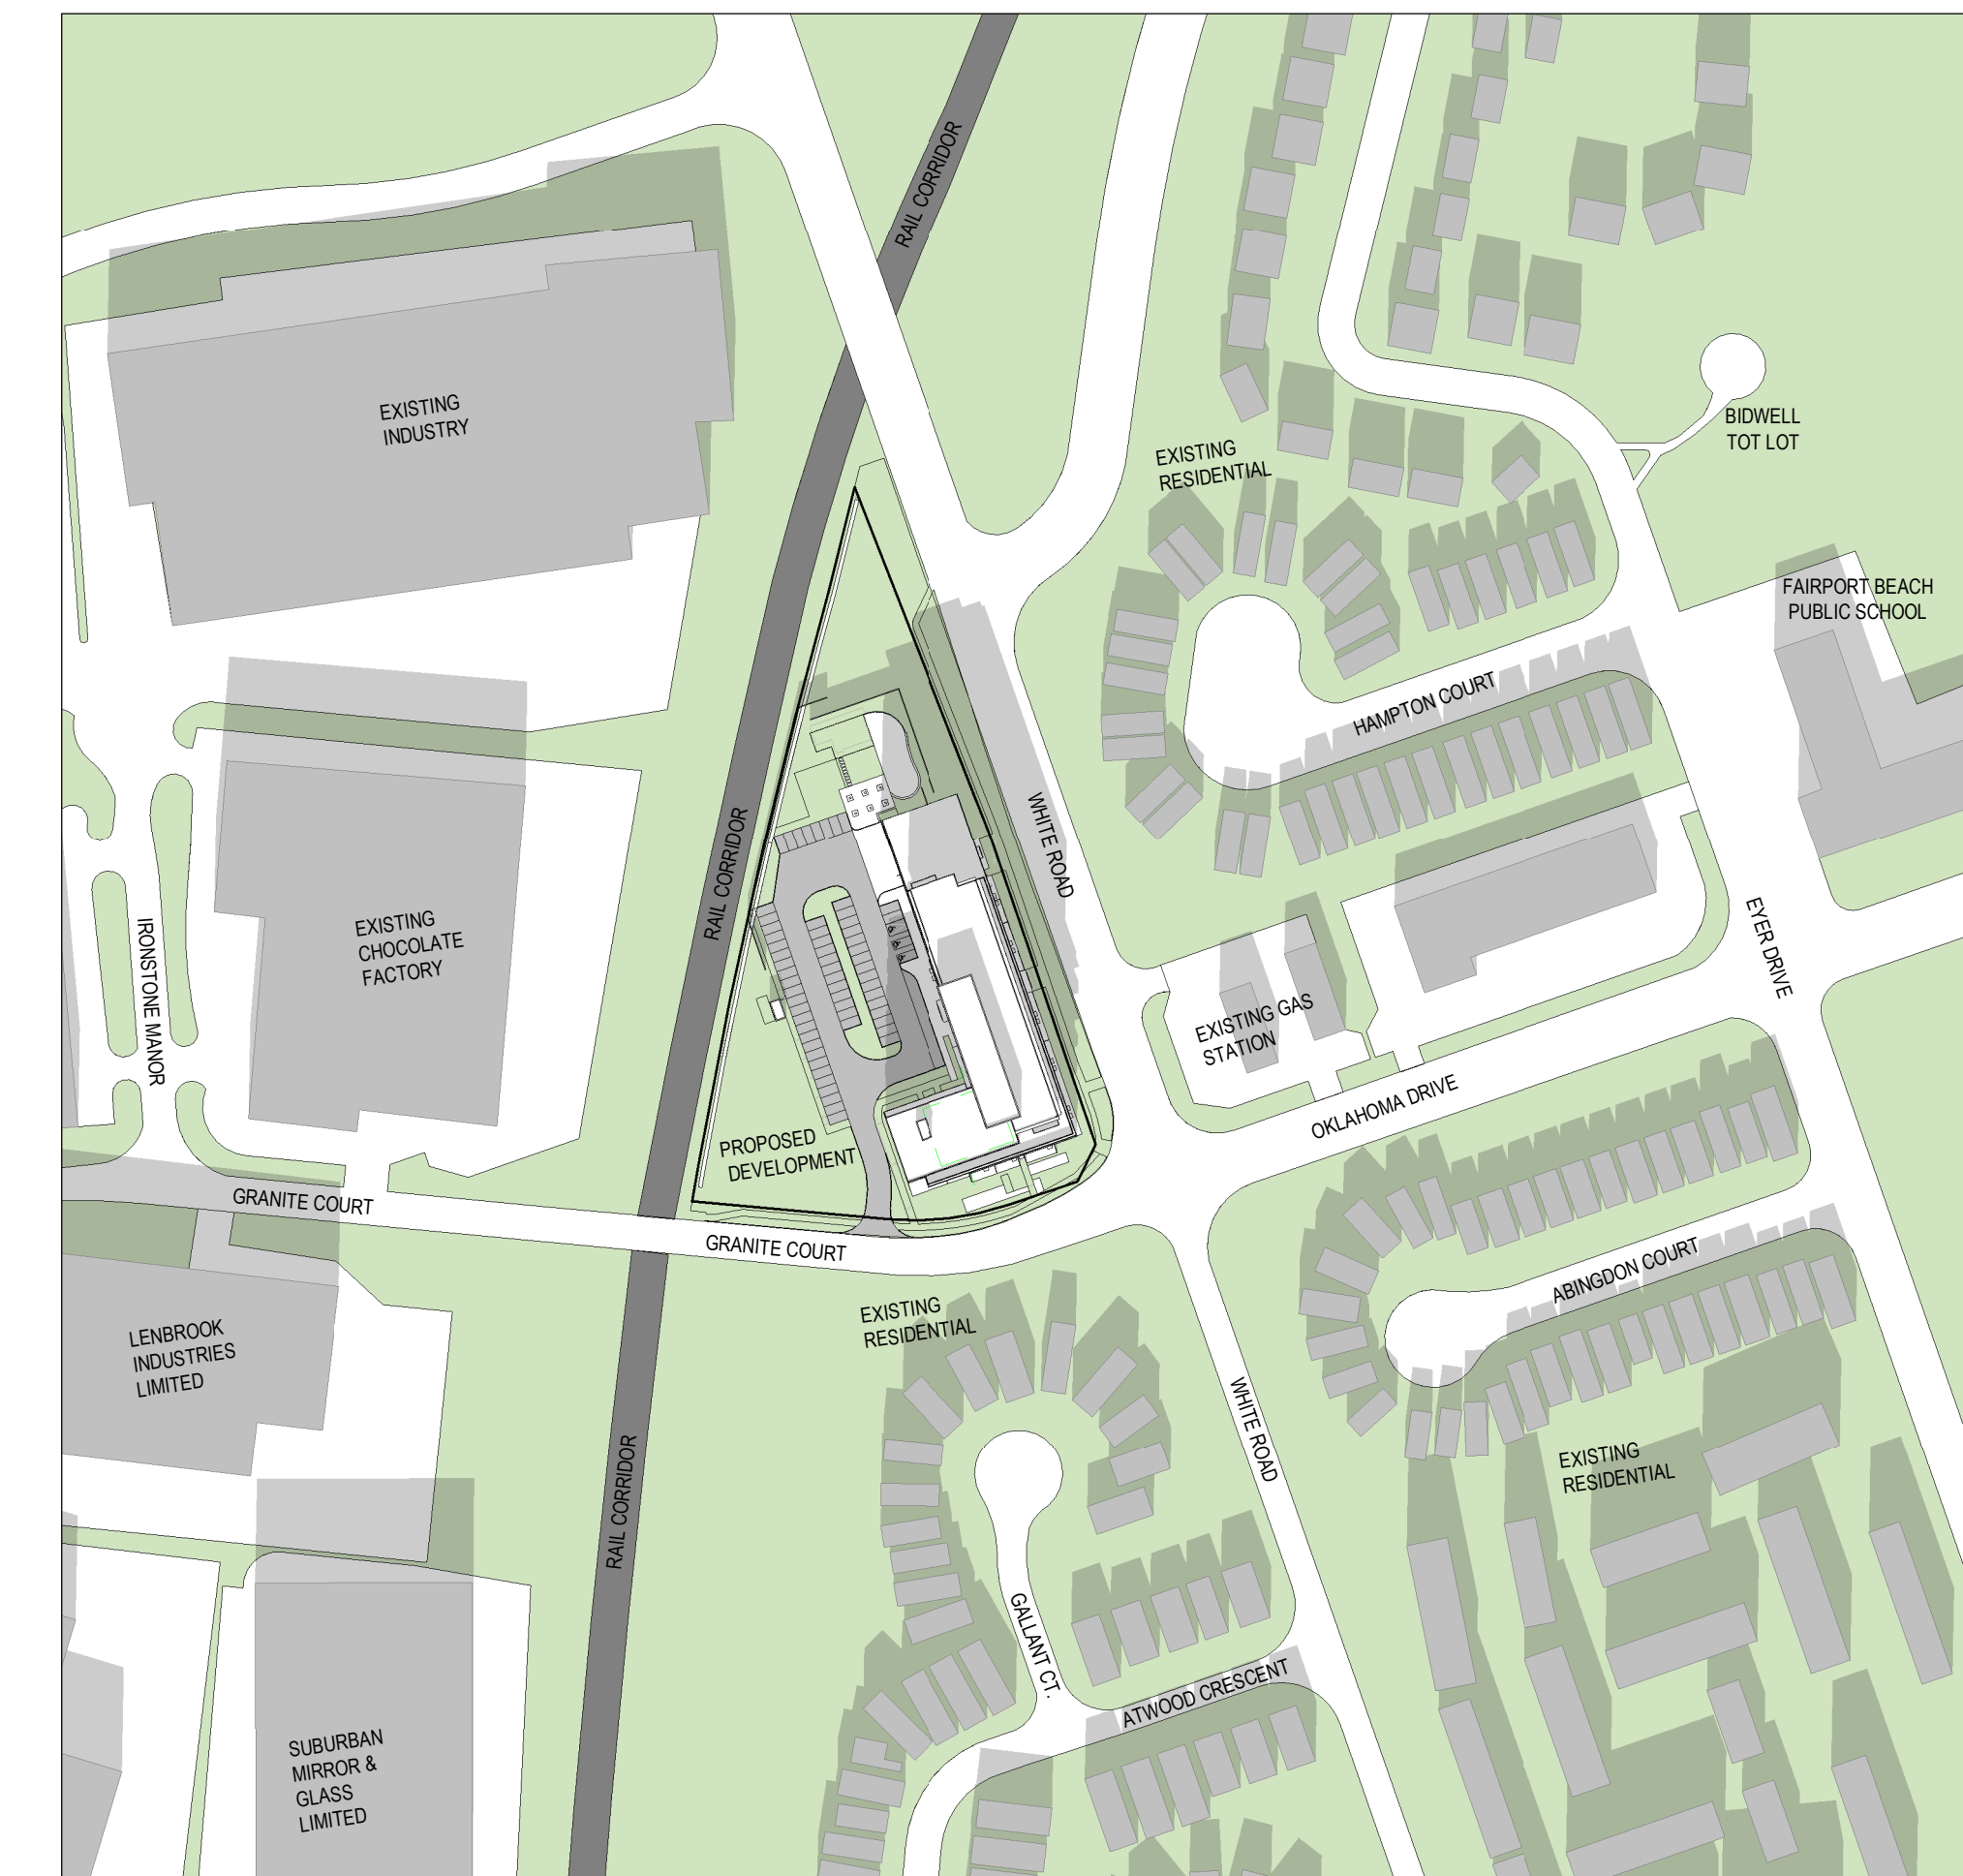 RAIL CORRIDOR
EXISTING
INDUSTRY
BIDWELL
TOT LOT
EXISTING
RESIDENTIAL
FAIRPORT BEACH
PUBLIC SCHOOL
HAMPTON COURT
WHITE ROAD
RAIL CORRIDOR
EXISTING
CHOCOLATE
FACTORY
IRONSTONE MANOR
EYER DRIVE
EXISTING GAS
STATION
OKLAHOMA DRIVE
PROPOSED
DEVELOPMENT
GRANITE COURT
GRANITE COURT
ABINGDON COURT
EXISTING
RESIDENTIAL
LENBROOK
INDUSTRIES
LIMITED
WHITE ROAD
EXISTING
RESIDENTIAL
RAIL CORRIDOR
GALLANT CT.
ATWOOD CRESCENT
SUBURBAN
MIRROR &
GLASS
LIMITED